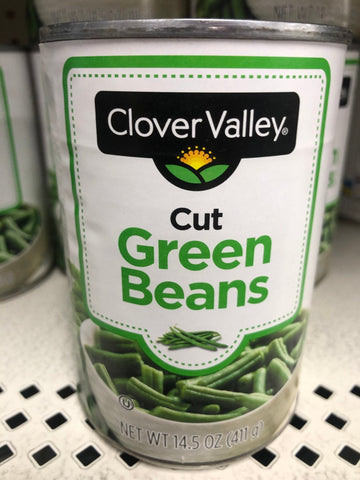 Clover Valley®
Cut
Green
Beans
NET WT 14.5 OZ (411 g)